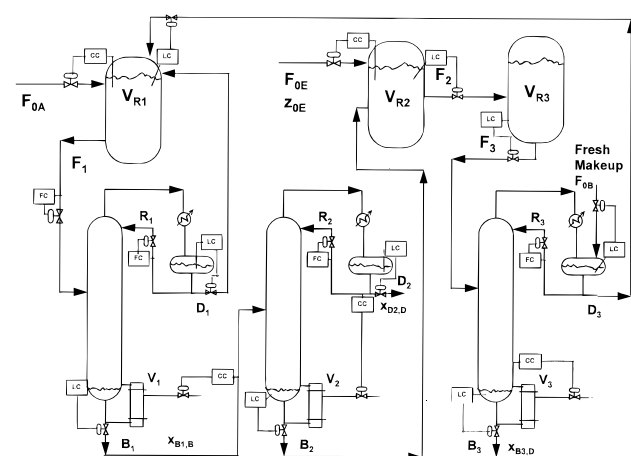 CC
LC
F0A
VR1
CC
LC
F0E
z0E
VR2
F2
VR3
LC
F3
F1
FC
Fresh
Makeup
F0B
R1
FC
LC
D1
R2
FC
LC
D2
CC
xD2,D
R3
FC
LC
D3
LC
V1
CC
B1
xB1,B
LC
V2
B2
CC
LC
V3
B3
xB3,D